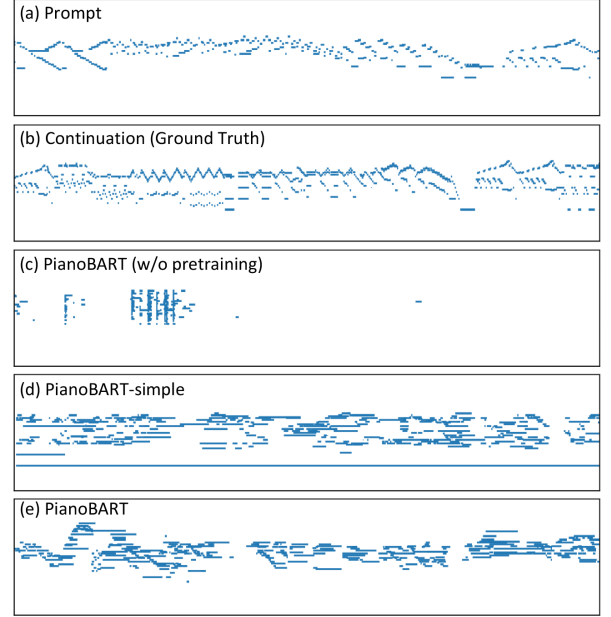 (a) Prompt
(b) Continuation (Ground Truth)
(c) PianoBART (w/o pretraining)
(d) PianoBART-simple
(e) PianoBART